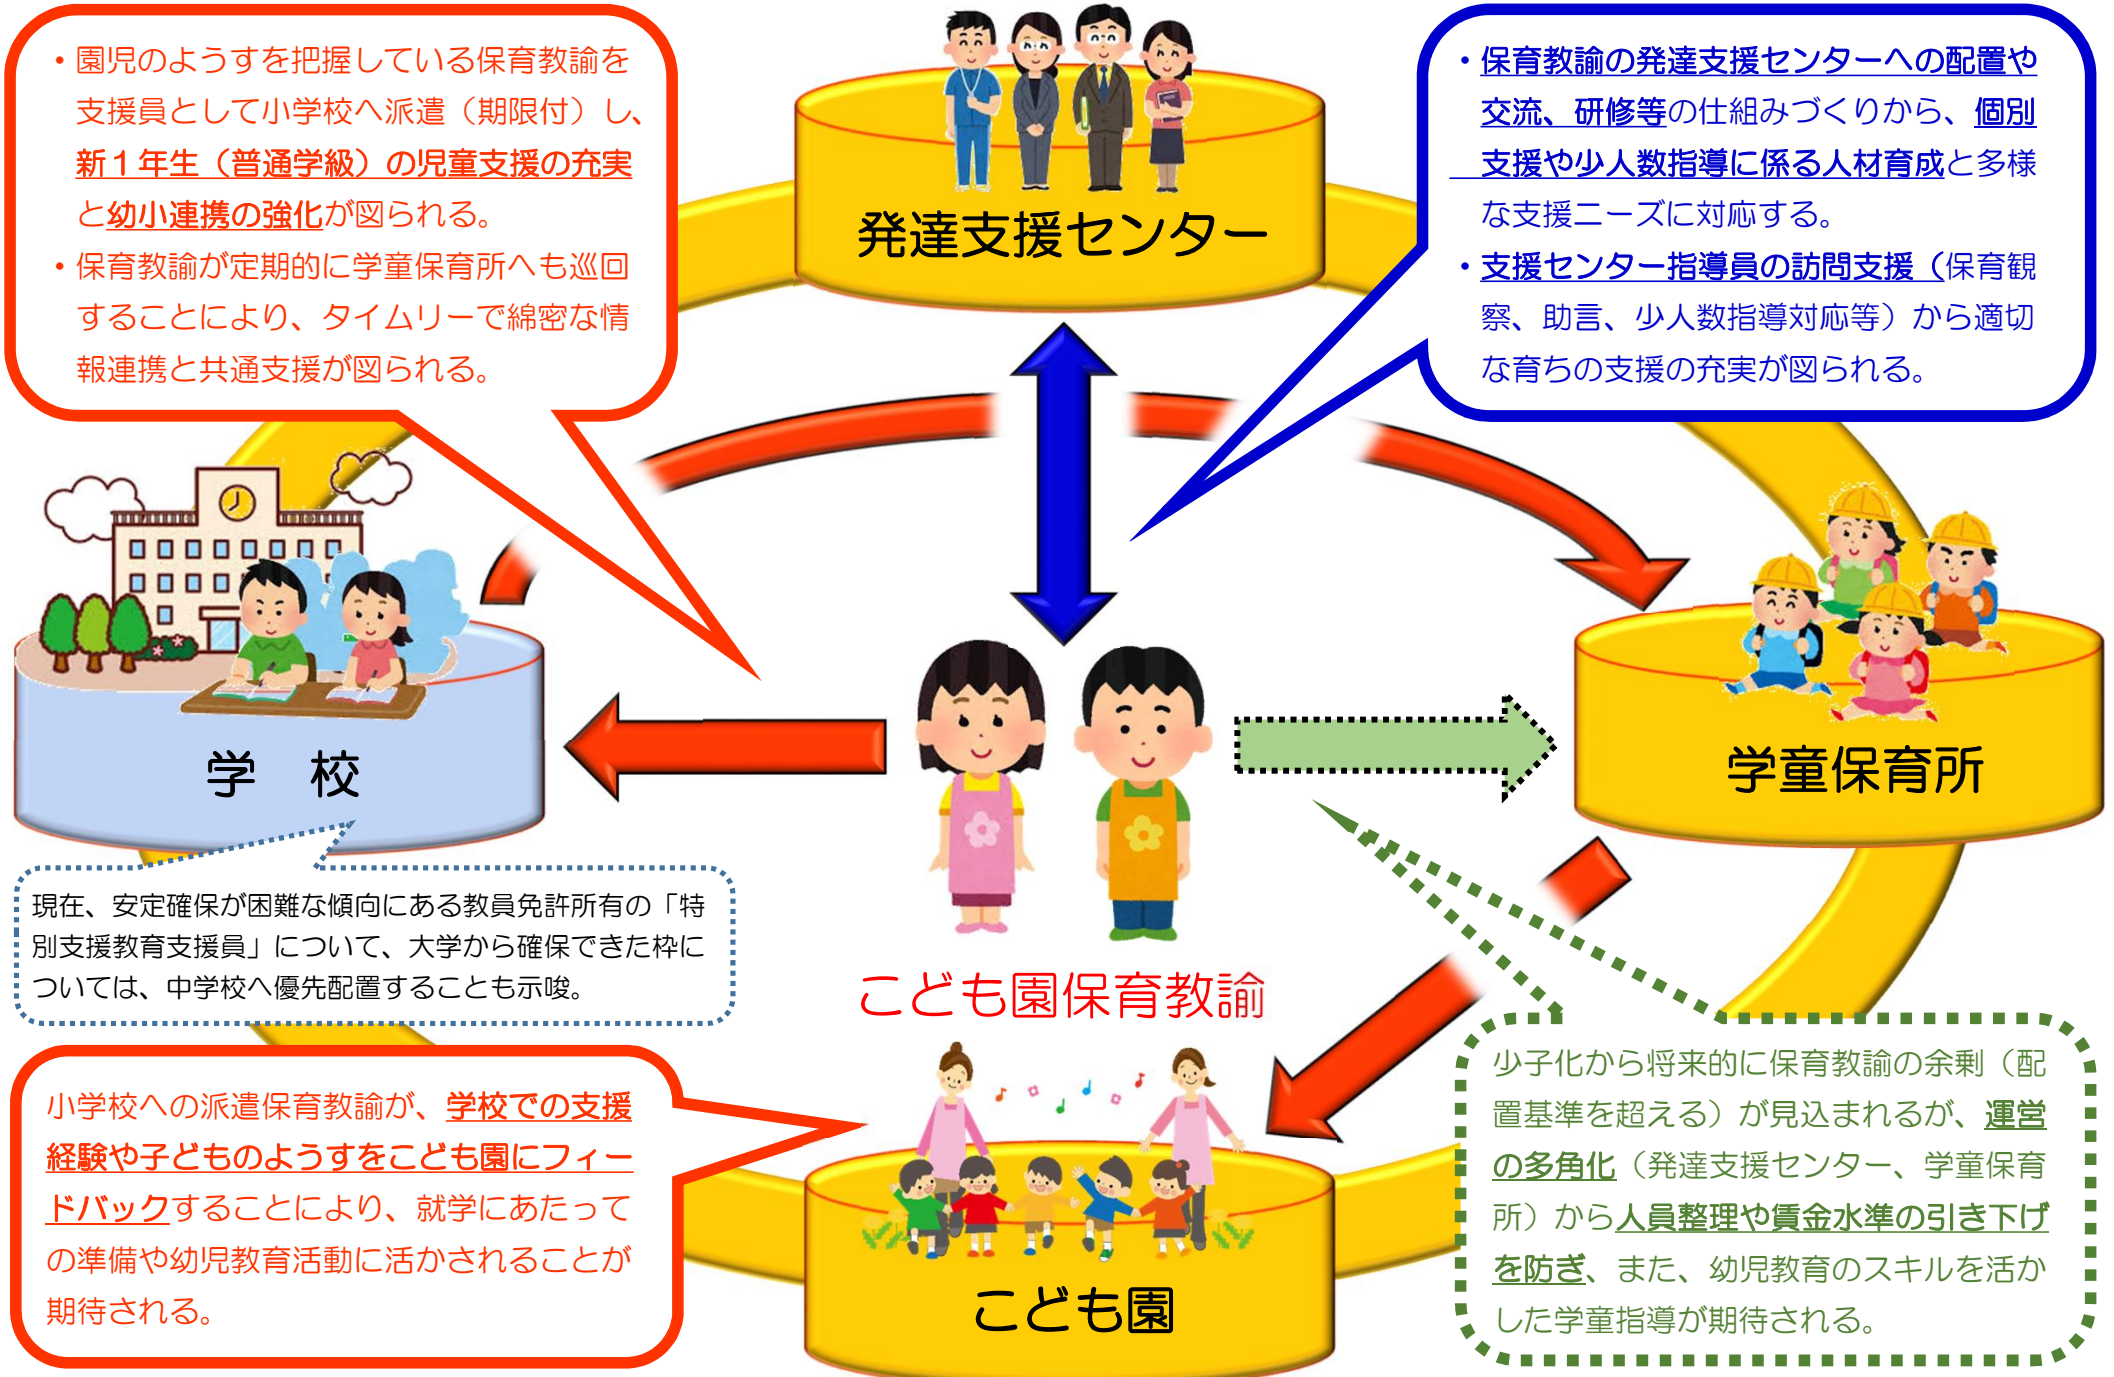 ・園児のようすを把握している保育教諭を
支援員として小学校へ派遣（期限付）し、
新１年生（普通学級）の児童支援の充実
と幼小連携の強化が図られる。
・保育教諭が定期的に学童保育所へも巡回
することにより、タイムリーで綿密な情
報連携と共通支援が図られる。
発達支援センター
・保育教諭の発達支援センターへの配置や
交流、研修等の仕組みづくりから、個別
支援や少人数指導に係る人材育成と多様
な支援ニーズに対応する。
・支援センター指導員の訪問支援（保育観
察、助言、少人数指導対応等）から適切
な育ちの支援の充実が図られる。
学　校
学童保育所
現在、安定確保が困難な傾向にある教員免許所有の「特
別支援教育支援員」について、大学から確保できた枠に
ついては、中学校へ優先配置することも示唆。
こども園保育教諭
小学校への派遣保育教諭が、学校での支援
経験や子どものようすをこども園にフィー
ドバックすることにより、就学にあたって
の準備や幼児教育活動に活かされることが
期待される。
こども園
少子化から将来的に保育教諭の余剰（配
置基準を超える）が見込まれるが、運営
の多角化（発達支援センター、学童保育
所）から人員整理や賃金水準の引き下げ
を防ぎ、また、幼児教育のスキルを活か
した学童指導が期待される。